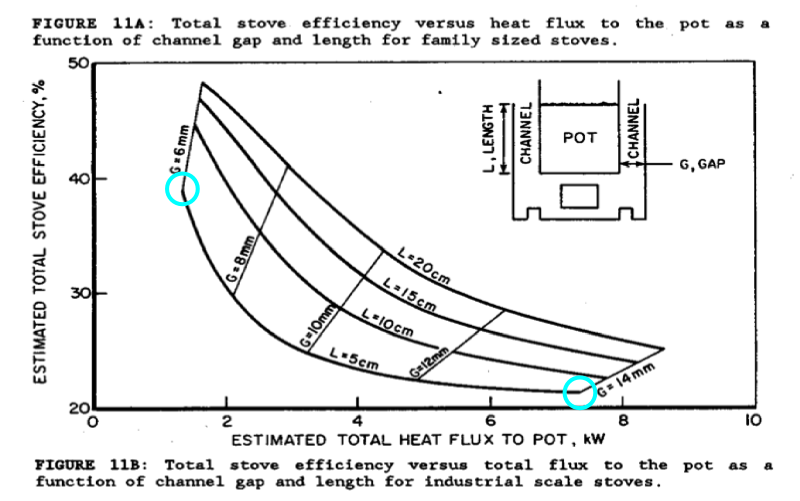 FIGURE 11A: Total stove efficiency versus heat flux to the pot as a
function of channel gap and length for family sized stoves.
50
40
30
20
ESTIMATED TOTAL STOVE EFFICIENCY, %
G=6mm
G=8mm
G=10mm
G=12mm
G=14mm
L=20cm
L=15cm
L=10cm
L=5cm
L, LENGTH
CHANNEL
POT
CHANNEL
G, GAP
0 2 4 6 8 10
ESTIMATED TOTAL HEAT FLUX TO POT, kW
FIGURE 11B: Total stove efficiency versus total flux to the pot as a
function of channel gap and length for industrial scale stoves.